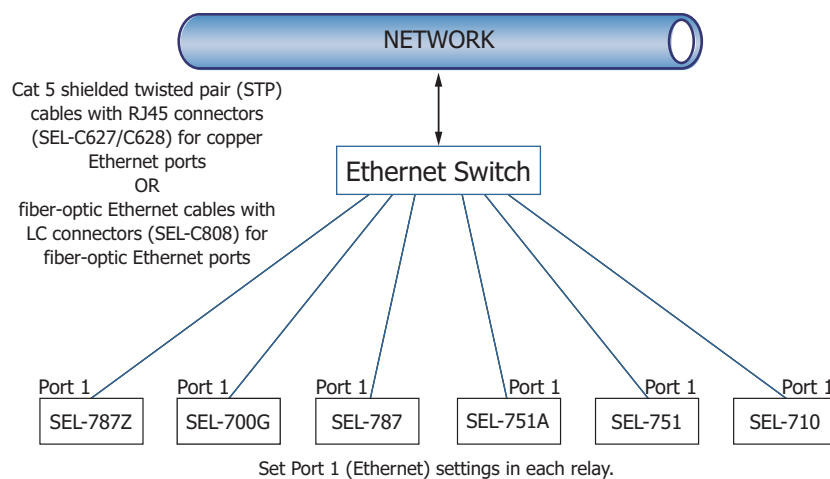 NETWORK
Cat 5 shielded twisted pair (STP)
cables with RJ45 connectors
(SEL-C627/C628) for copper
Ethernet ports
OR
fiber-optic Ethernet cables with
LC connectors (SEL-C808) for
fiber-optic Ethernet ports
Ethernet Switch
Port 1 Port 1 Port 1 Port 1 Port 1 Port 1
SEL-787Z SEL-700G SEL-787 SEL-751A SEL-751 SEL-710
Set Port 1 (Ethernet) settings in each relay.